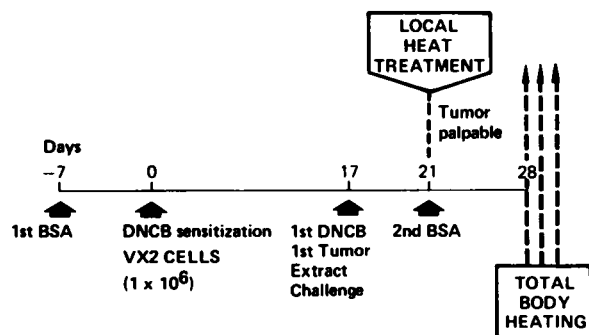 LOCAL
HEAT
TREATMENT
Tumor
palpable
Days
–7 0 17 21 28
1st BSA
DNCB sensitization
VX2 CELLS
(1 x 10⁶)
1st DNCB
1st Tumor
Extract
Challenge
2nd BSA
TOTAL
BODY
HEATING